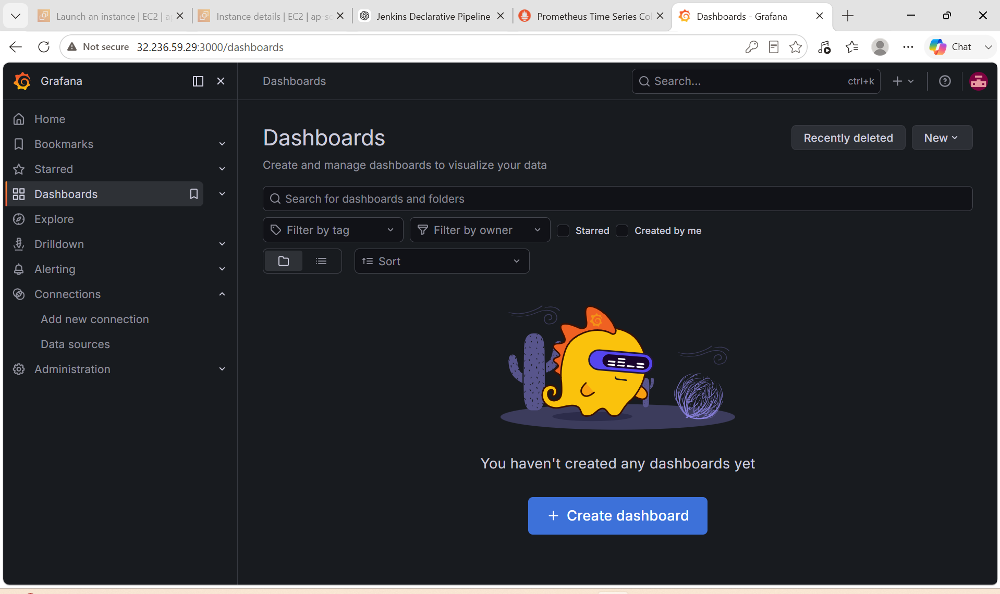 Launch an instance | EC2 | a
Instance details | EC2 | ap-so
Jenkins Declarative Pipeline
Prometheus Time Series Col
Dashboards - Grafana
Not secure
32.236.59.29:3000/dashboards
Chat
Grafana
Dashboards
Search...
ctrl+k
Home
Bookmarks
Starred
Dashboards
Explore
Drilldown
Alerting
Connections
Add new connection
Data sources
Administration
Dashboards
Recently deleted
New
Create and manage dashboards to visualize your data
Search for dashboards and folders
Filter by tag
Filter by owner
Starred
Created by me
Sort
You haven't created any dashboards yet
+ Create dashboard